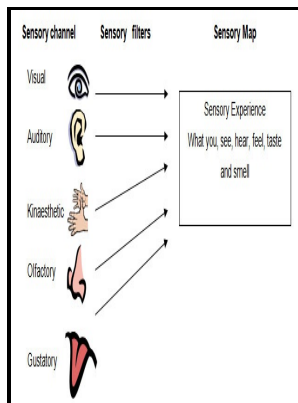 Sensory channel Sensory filters Sensory Map
Visual
Auditory
Kinaesthetic
Olfactory
Gustatory
Sensory Experience
What you, see, hear, feel, taste
and smell